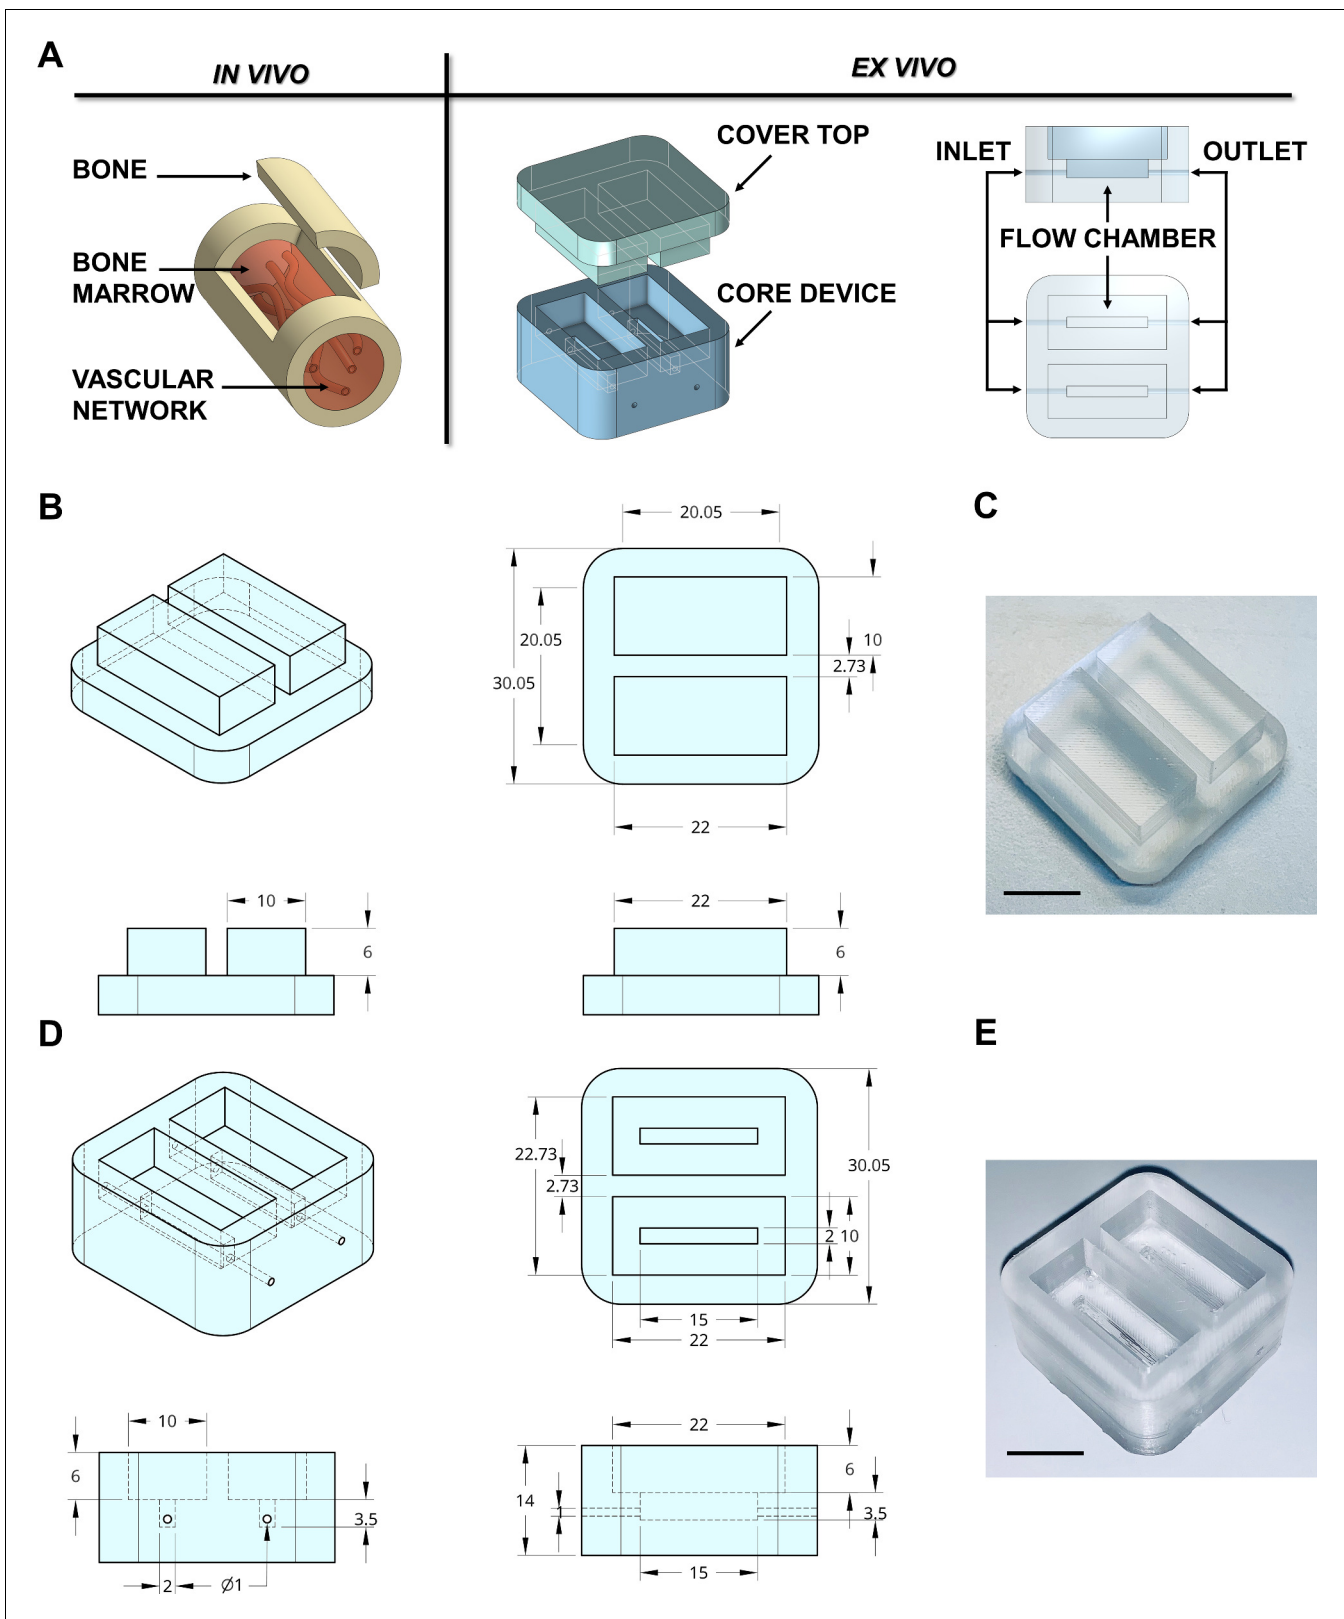 A
IN VIVO
EX VIVO
BONE
BONE
MARROW
VASCULAR
NETWORK
COVER TOP
CORE DEVICE
INLET
OUTLET
FLOW CHAMBER
B
20.05
20.05
30.05
10
2.73
22
10
6
22
6
C
D
22.73
2.73
30.05
2 10
15
22
10
6
3.5
2
Ø1
22
14
1
6
3.5
15
E